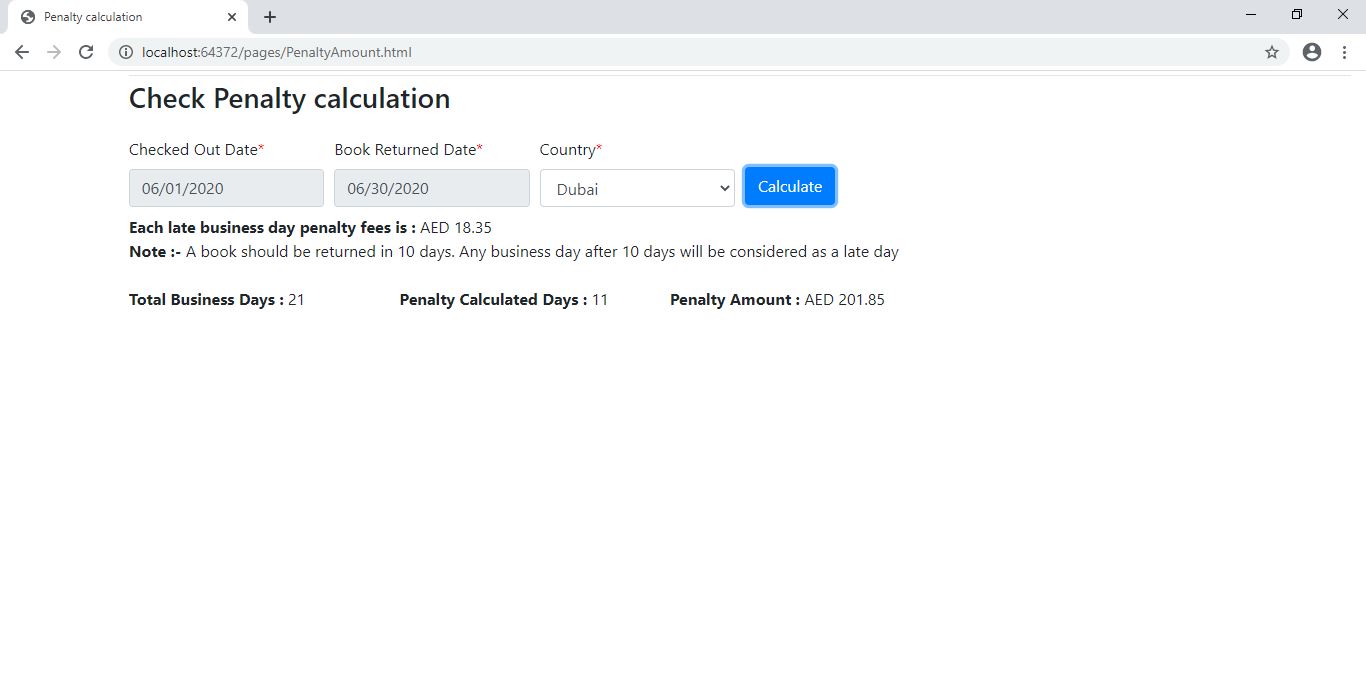 Penalty calculation
localhost:64372/pages/PenaltyAmount.html
Check Penalty calculation
Checked Out Date* Book Returned Date* Country*
06/01/2020 06/30/2020 Dubai Calculate
Each late business day penalty fees is : AED 18.35
Note :- A book should be returned in 10 days. Any business day after 10 days will be considered as a late day
Total Business Days : 21 Penalty Calculated Days : 11 Penalty Amount : AED 201.85